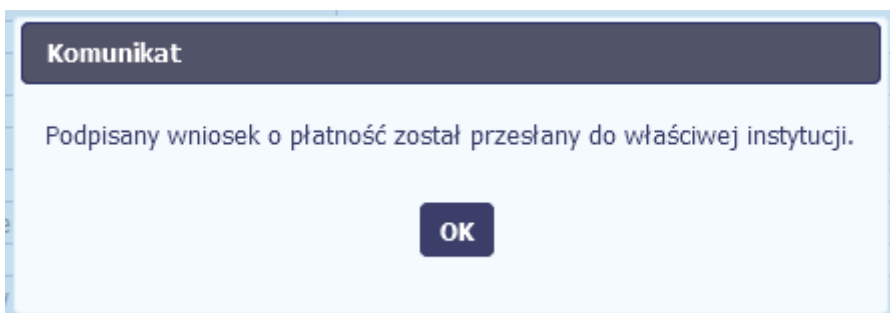 Komunikat
Podpisany wniosek o płatność został przesłany do właściwej instytucji.
OK